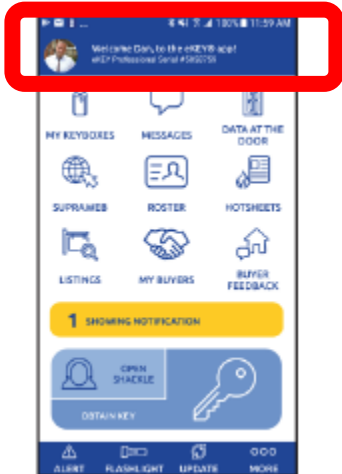 100% 11:59 AM
Welcome Dan, to the eKEY® app!
eKEY Professional Serial
MY KEYBOXES
MESSAGES
DATA AT THE
DOOR
SUPRAWEB
ROSTER
HOTSHEETS
LISTINGS
MY BUYERS
BUYER
FEEDBACK
1 SHOWING NOTIFICATION
OPEN
SHACKLE
OBTAIN KEY
ALERT
FLASHLIGHT
UPDATE
MORE